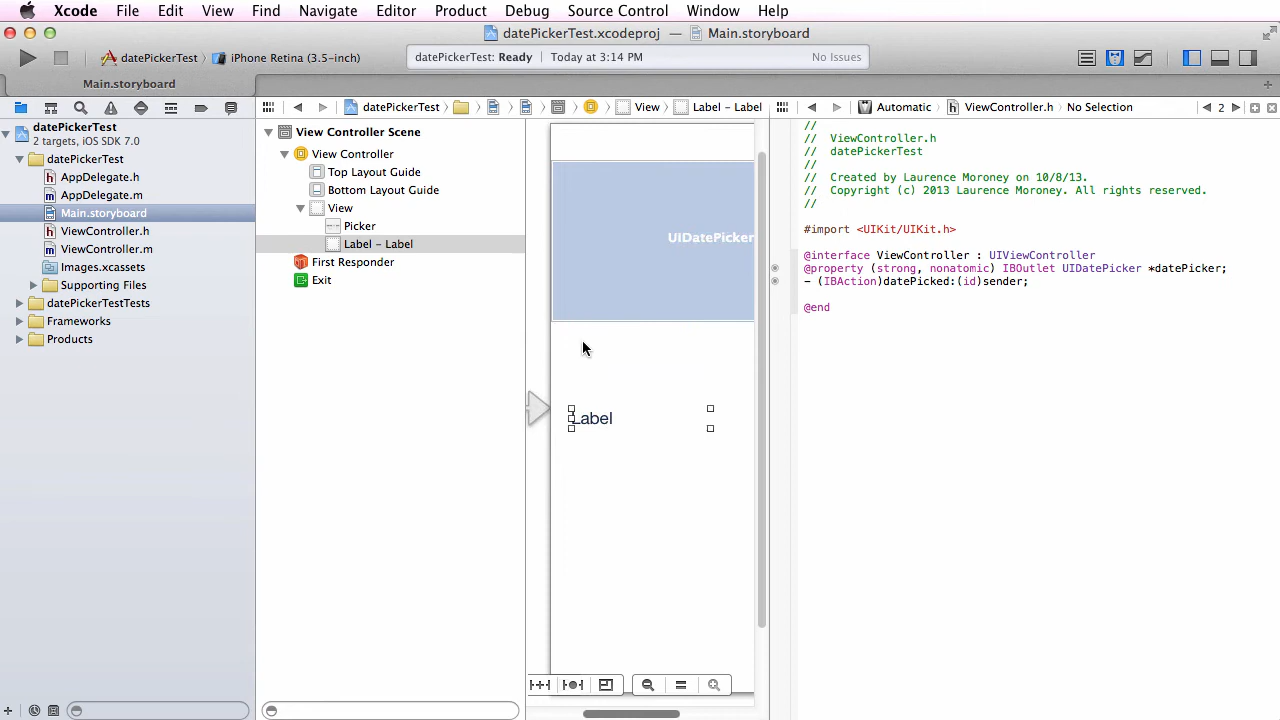 Xcode File Edit View Find Navigate Editor Product Debug Source Control Window Help
datePickerTest.xcodeproj — Main.storyboard
datePickerTest iPhone Retina (3.5-inch)
datePickerTest: Ready Today at 3:14 PM No Issues
Main.storyboard
datePickerTest View Label – Label
Automatic ViewController.h No Selection 2
datePickerTest
2 targets, iOS SDK 7.0
datePickerTest
AppDelegate.h
AppDelegate.m
Main.storyboard
ViewController.h
ViewController.m
Images.xcassets
Supporting Files
datePickerTestTests
Frameworks
Products
View Controller Scene
View Controller
Top Layout Guide
Bottom Layout Guide
View
Picker
Label – Label
First Responder
Exit
UIDatePicker
Label
//
// ViewController.h
// datePickerTest
//
// Created by Laurence Moroney on 10/8/13.
// Copyright (c) 2013 Laurence Moroney. All rights reserved.
//
#import <UIKit/UIKit.h>
@interface ViewController : UIViewController
@property (strong, nonatomic) IBOutlet UIDatePicker *datePicker;
- (IBAction)datePicked:(id)sender;
@end